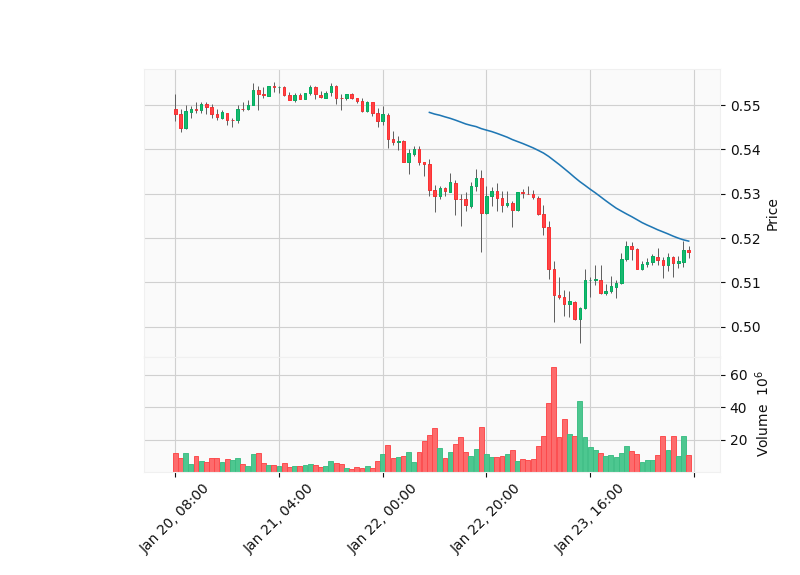 0.55
0.54
0.53
0.52
0.51
0.50
Price
60
40
20
Volume 10^6
Jan 20, 08:00
Jan 21, 04:00
Jan 22, 00:00
Jan 22, 20:00
Jan 23, 16:00